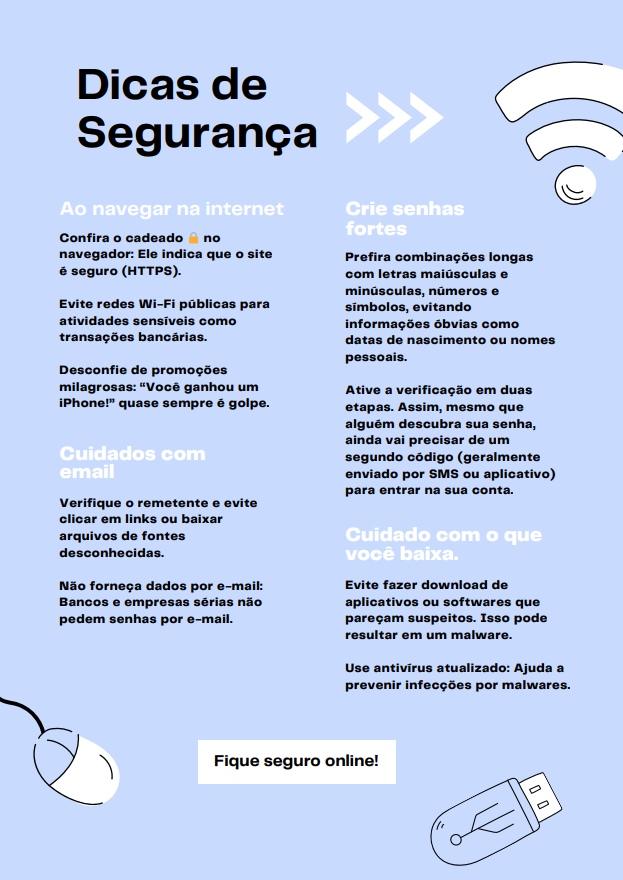 Dicas de
Segurança
Ao navegar na internet
Confira o cadeado 🔒 no
navegador: Ele indica que o site
é seguro (HTTPS).
Evite redes Wi-Fi públicas para
atividades sensíveis como
transações bancárias.
Desconfie de promoções
milagrosas: “Você ganhou um
iPhone!” quase sempre é golpe.
Cuidados com
email
Verifique o remetente e evite
clicar em links ou baixar
arquivos de fontes
desconhecidas.
Não forneça dados por e-mail:
Bancos e empresas sérias não
pedem senhas por e-mail.
Crie senhas
fortes
Prefira combinações longas
com letras maiúsculas e
minúsculas, números e
símbolos, evitando
informações óbvias como
datas de nascimento ou nomes
pessoais.
Ative a verificação em duas
etapas. Assim, mesmo que
alguém descubra sua senha,
ainda vai precisar de um
segundo código (geralmente
enviado por SMS ou aplicativo)
para entrar na sua conta.
Cuidado com o que
você baixa.
Evite fazer download de
aplicativos ou softwares que
pareçam suspeitos. Isso pode
resultar em um malware.
Use antivírus atualizado: Ajuda a
prevenir infecções por malwares.
Fique seguro online!